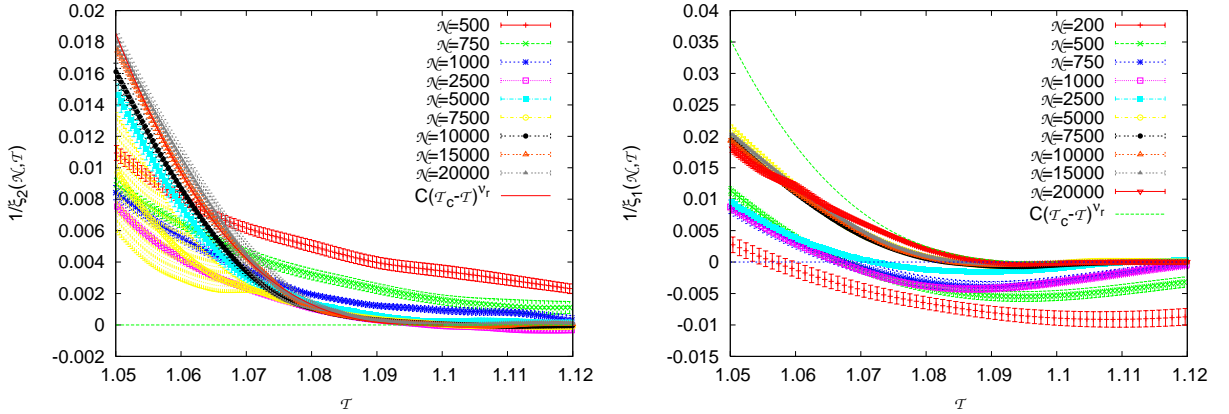 0.02
0.018
0.016
0.014
0.012
0.01
0.008
0.006
0.004
0.002
0
-0.002
1.05 1.06 1.07 1.08 1.09 1.1 1.11 1.12
1/ξ₂(𝒩,𝒯)
𝒯
𝒩=500
𝒩=750
𝒩=1000
𝒩=2500
𝒩=5000
𝒩=7500
𝒩=10000
𝒩=15000
𝒩=20000
C(𝒯c-𝒯)^νr
0.04
0.035
0.03
0.025
0.02
0.015
0.01
0.005
0
-0.005
-0.01
-0.015
1.05 1.06 1.07 1.08 1.09 1.1 1.11 1.12
1/ξ₁(𝒩,𝒯)
𝒯
𝒩=200
𝒩=500
𝒩=750
𝒩=1000
𝒩=2500
𝒩=5000
𝒩=7500
𝒩=10000
𝒩=15000
𝒩=20000
C(𝒯c-𝒯)^νr